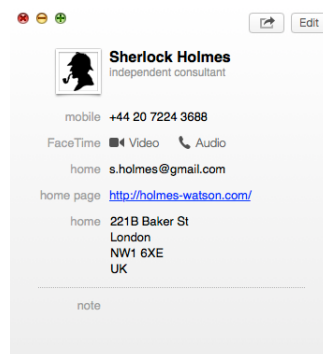 Edit
Sherlock Holmes
independent consultant
mobile +44 20 7224 3688
FaceTime Video Audio
home s.holmes@gmail.com
home page http://holmes-watson.com/
home 221B Baker St
London
NW1 6XE
UK
note